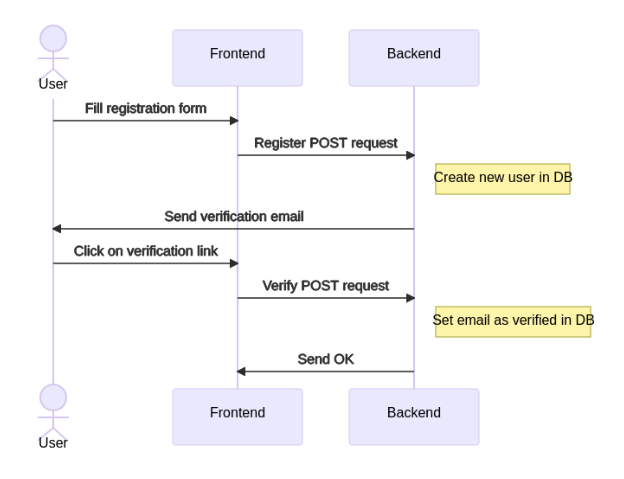 User
Frontend
Backend
Fill registration form
Register POST request
Create new user in DB
Send verification email
Click on verification link
Verify POST request
Set email as verified in DB
Send OK
User
Frontend
Backend